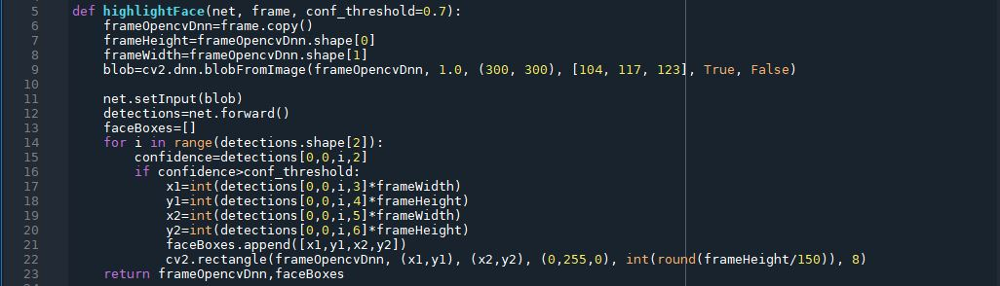 5 def highlightFace(net, frame, conf_threshold=0.7):
6     frameOpencvDnn=frame.copy()
7     frameHeight=frameOpencvDnn.shape[0]
8     frameWidth=frameOpencvDnn.shape[1]
9     blob=cv2.dnn.blobFromImage(frameOpencvDnn, 1.0, (300, 300), [104, 117, 123], True, False)
10
11     net.setInput(blob)
12     detections=net.forward()
13     faceBoxes=[]
14     for i in range(detections.shape[2]):
15         confidence=detections[0,0,i,2]
16         if confidence>conf_threshold:
17             x1=int(detections[0,0,i,3]*frameWidth)
18             y1=int(detections[0,0,i,4]*frameHeight)
19             x2=int(detections[0,0,i,5]*frameWidth)
20             y2=int(detections[0,0,i,6]*frameHeight)
21             faceBoxes.append([x1,y1,x2,y2])
22             cv2.rectangle(frameOpencvDnn, (x1,y1), (x2,y2), (0,255,0), int(round(frameHeight/150)), 8)
23     return frameOpencvDnn,faceBoxes